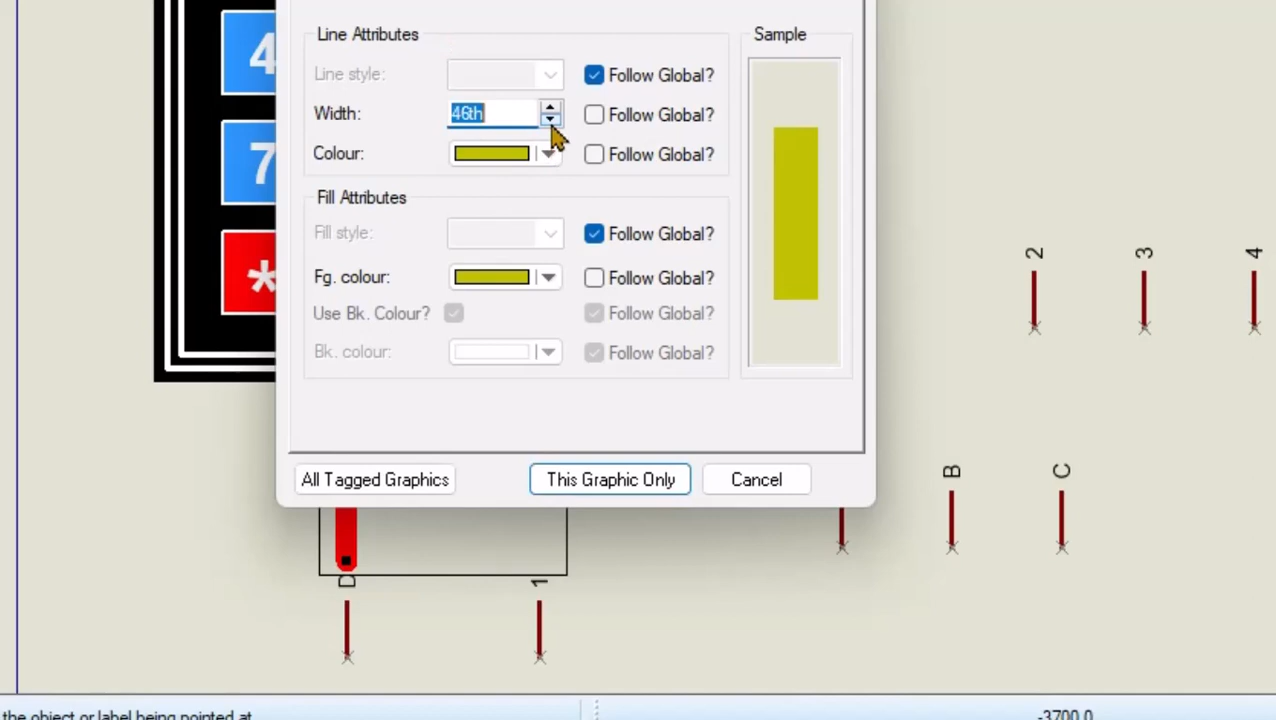 4
7
*
Line Attributes
Sample
Line style:
Follow Global?
Width:
46th
Follow Global?
Colour:
Follow Global?
Fill Attributes
Fill style:
Follow Global?
Fg. colour:
Follow Global?
Use Bk. Colour?
Follow Global?
Bk. colour:
Follow Global?
All Tagged Graphics
This Graphic Only
Cancel
2
3
4
B
C
D
1
the object or label being pointed at
-3700.0